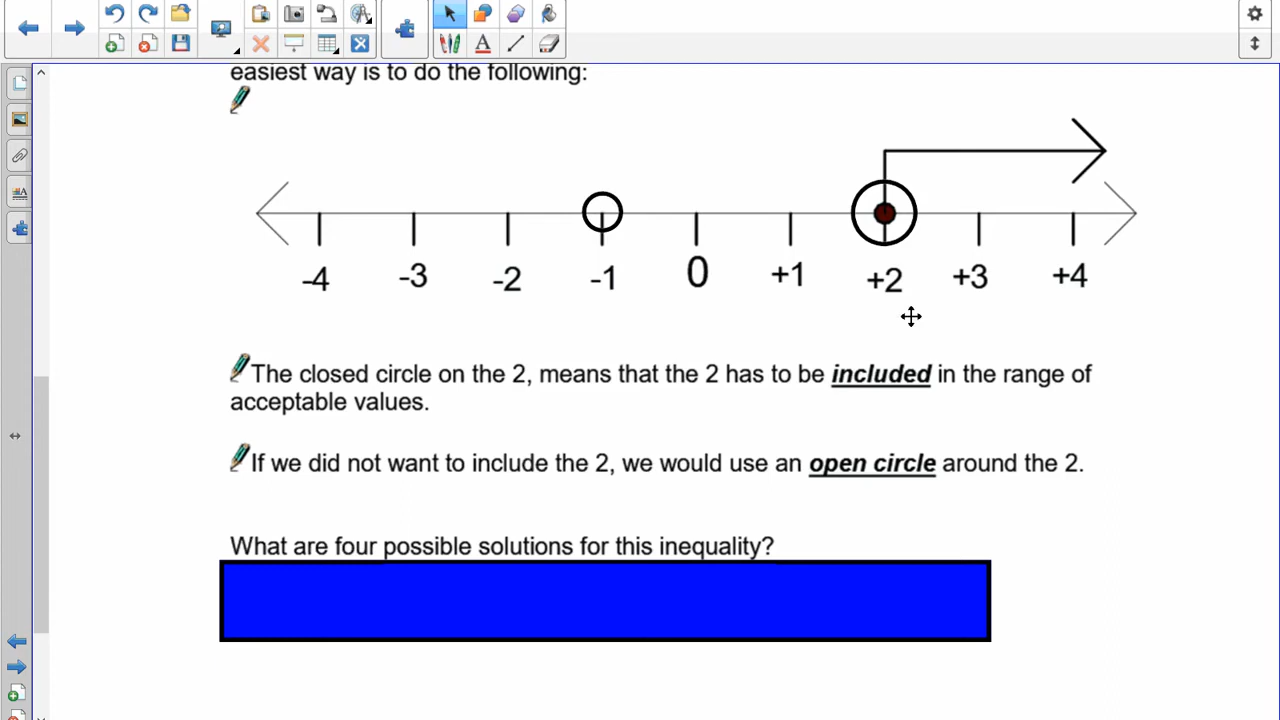 easiest way is to do the following:
-4 -3 -2 -1 0 +1 +2 +3 +4
The closed circle on the 2, means that the 2 has to be included in the range of
acceptable values.
If we did not want to include the 2, we would use an open circle around the 2.
What are four possible solutions for this inequality?